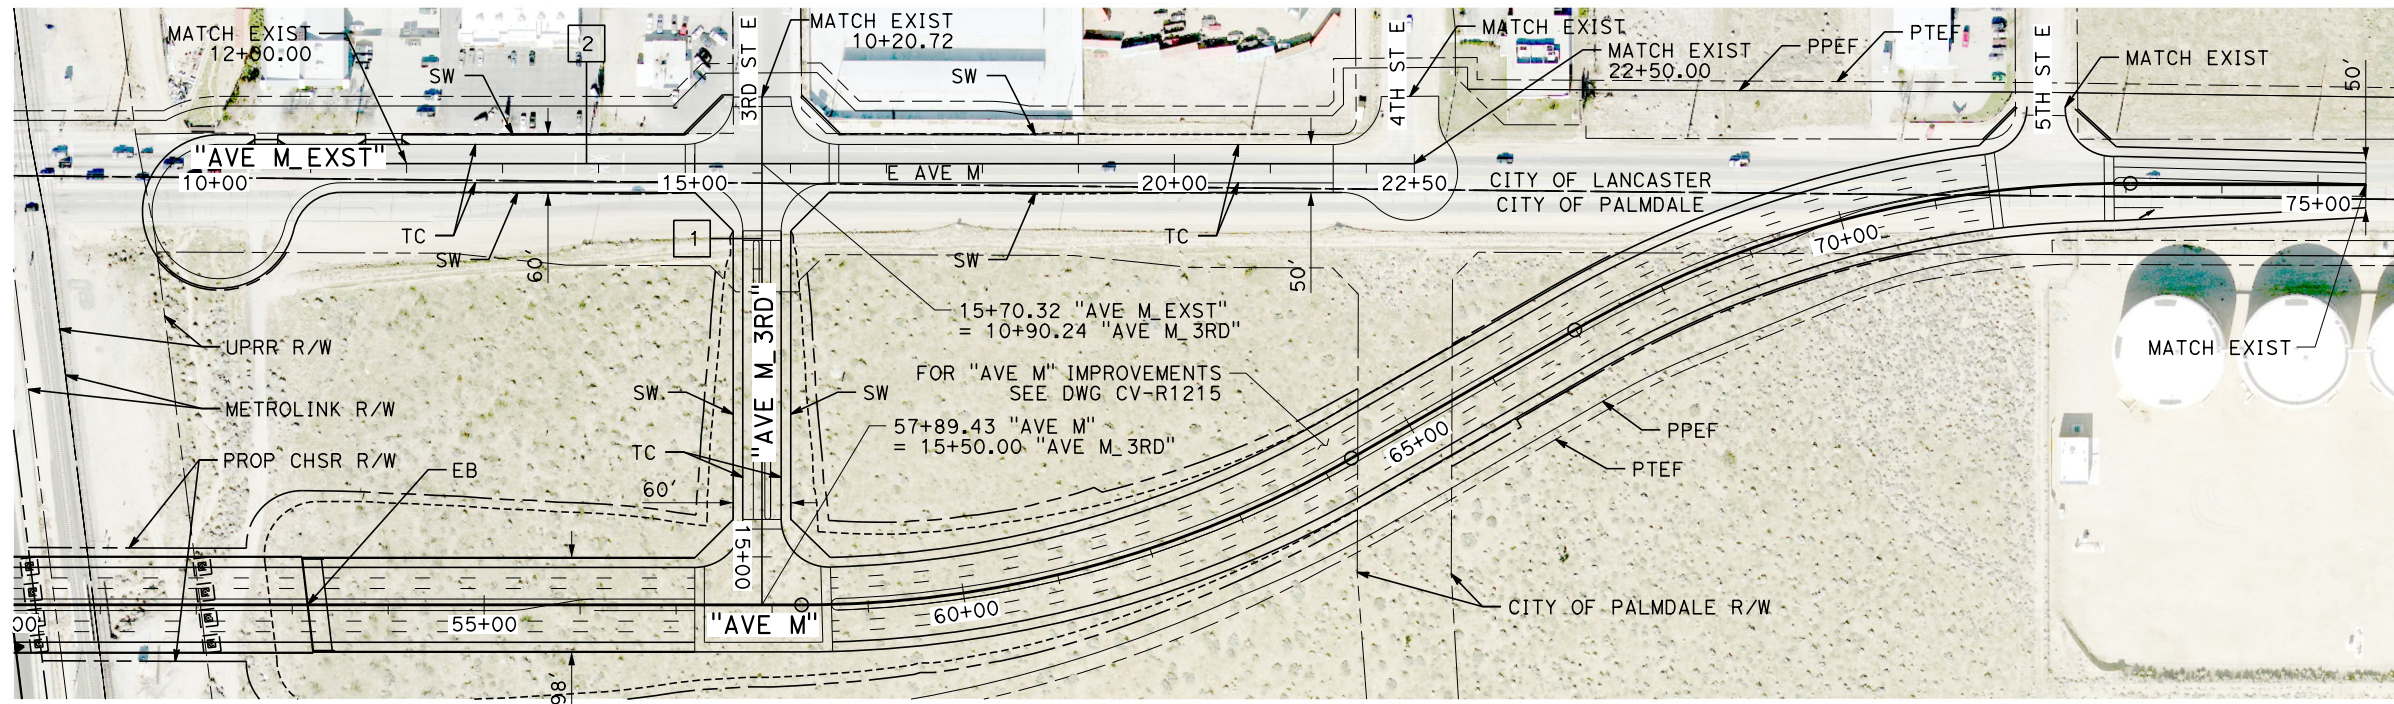 MATCH EXIST
12+00.00
2
3RD ST E
MATCH EXIST
10+20.72
4TH ST E
MATCH EXIST
MATCH EXIST
22+50.00
PPEF
PTEF
5TH ST E
MATCH EXIST
50'
SW
SW
"AVE M_EXST"
10+00
15+00
E AVE M
20+00
22+50
CITY OF LANCASTER
CITY OF PALMDALE
75+00
TC
SW
60'
1
TC
SW
50'
70+00
15+70.32 "AVE M_EXST"
= 10+90.24 "AVE M_3RD"
"AVE M_3RD"
UPRR R/W
MATCH EXIST
FOR "AVE M" IMPROVEMENTS
SEE DWG CV-R1215
METROLINK R/W
SW
SW
57+89.43 "AVE M"
= 15+50.00 "AVE M_3RD"
65+00
PPEF
PTEF
PROP CHSR R/W
EB
TC
60'
15+00
60+00
CITY OF PALMDALE R/W
55+00
"AVE M"
98'